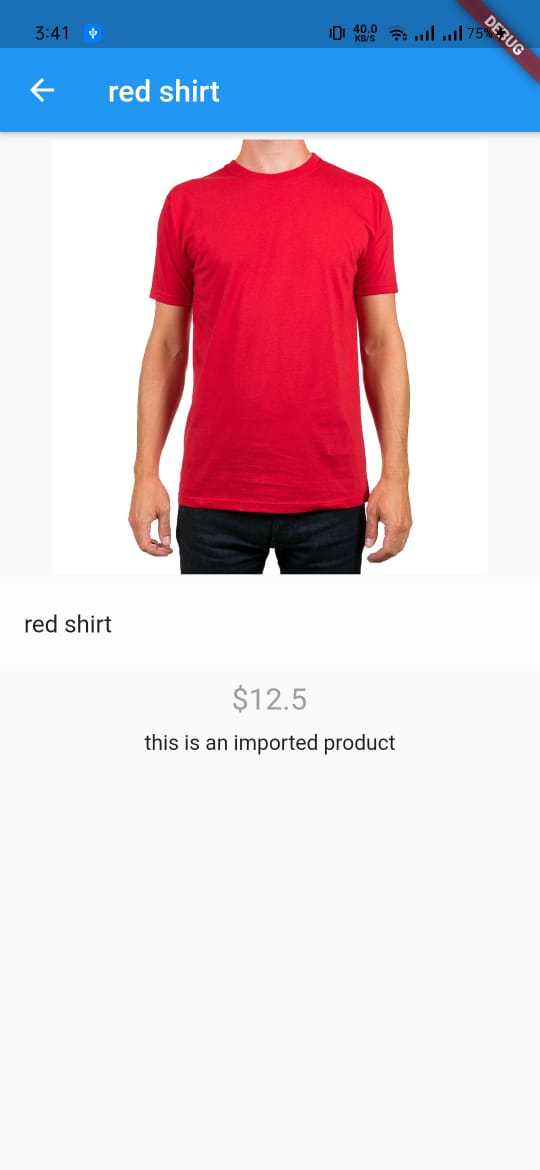 3:41 40.0 KB/S 75% DEBUG
red shirt
red shirt
$12.5
this is an imported product